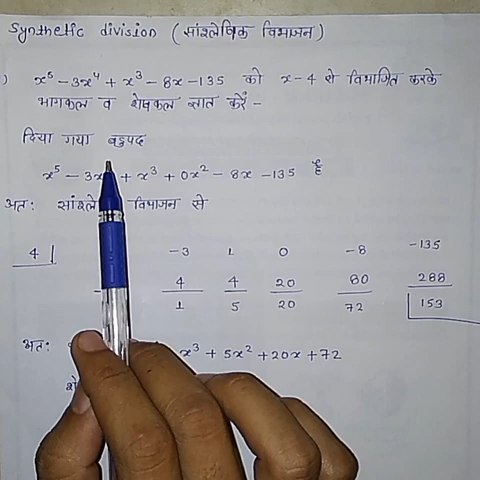 Synthetic division (सांश्लेषिक विभाजन)
) x⁵ - 3x⁴ + x³ - 8x - 135 को x - 4 से विभाजित करके
भागफल व शेषफल ज्ञात करें -
दिया गया बहुपद
x⁵ - 3x + x³ + 0x² - 8x - 135 है
अतः विभाजन से
4 -3 1 0 -8 -135
4 4 20 80 288
1 5 20 72 153
अतः x³ + 5x² + 20x + 72